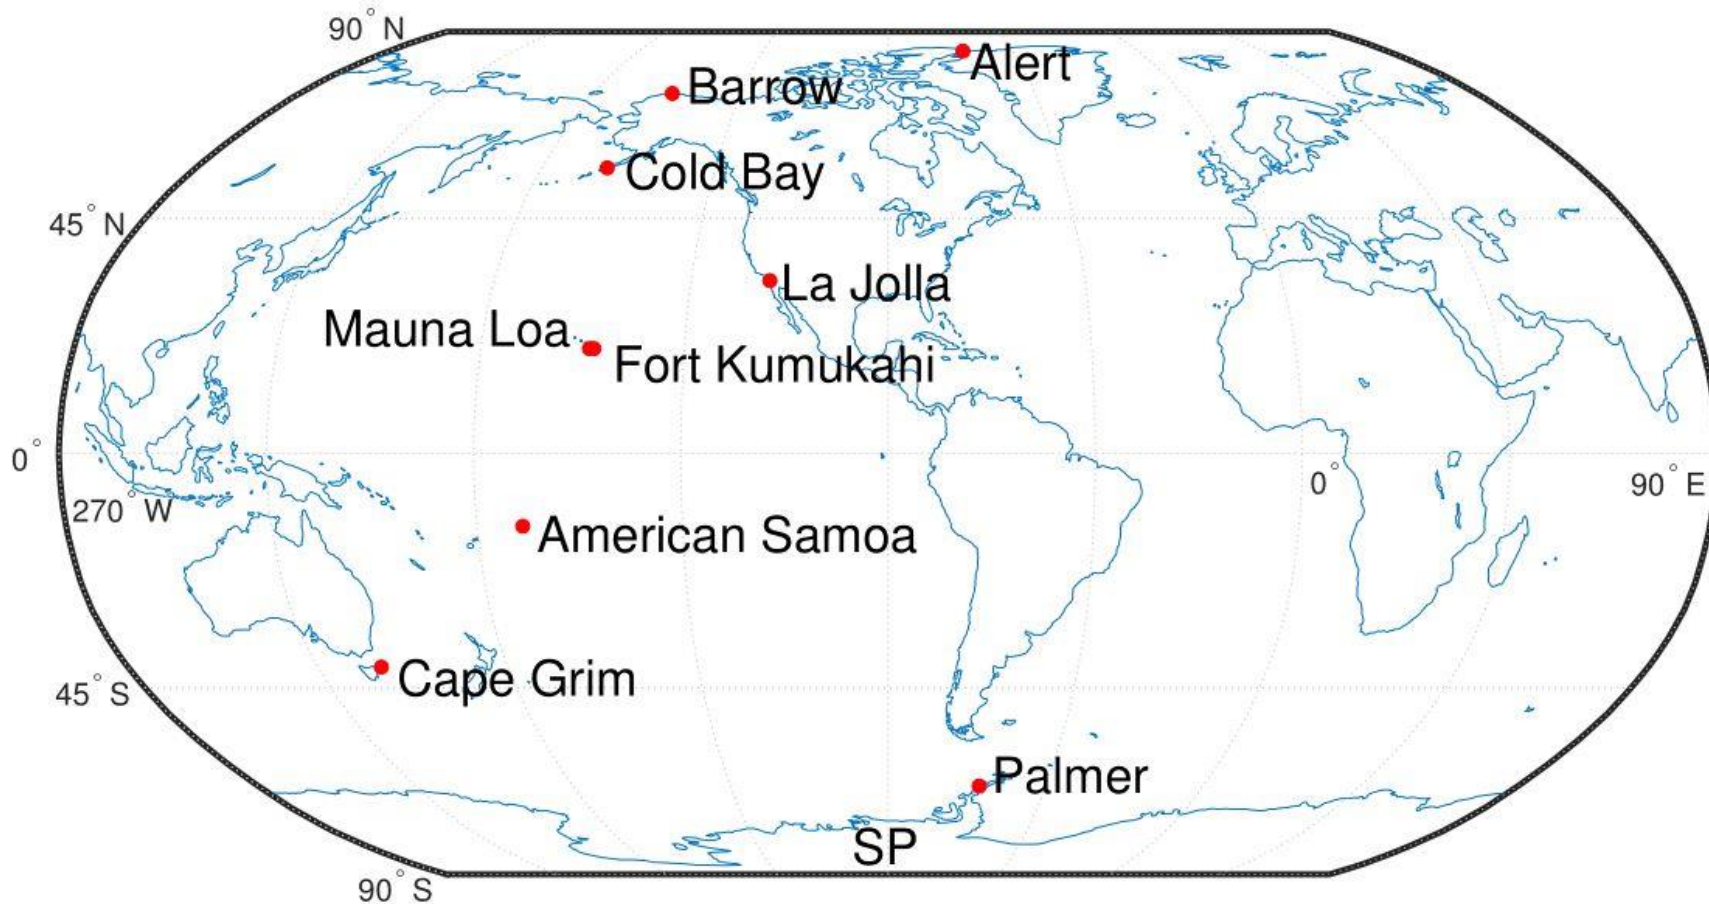 90° N
Alert
Barrow
Cold Bay
45° N
La Jolla
Mauna Loa
Fort Kumukahi
0°
0°
90° E
270° W
American Samoa
Cape Grim
45° S
Palmer
SP
90° S